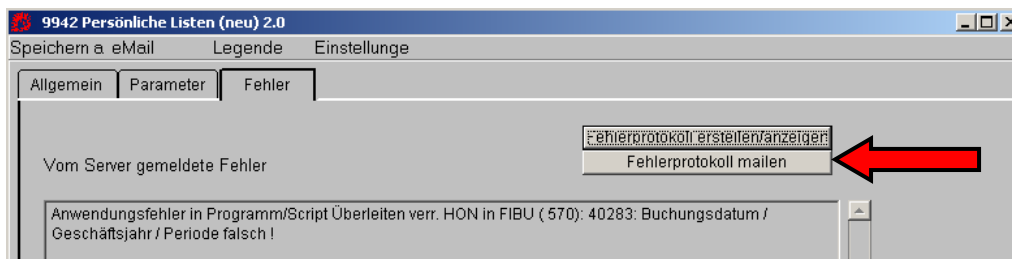 9942 Persönliche Listen (neu) 2.0
Speichern a eMail Legende Einstellunge
Allgemein Parameter Fehler
Fehlerprotokoll erstellen/anzeigen
Vom Server gemeldete Fehler Fehlerprotokoll mailen
Anwendungsfehler in Programm/Script Überleiten verr. HON in FIBU ( 570): 40283: Buchungsdatum /
Geschäftsjahr / Periode falsch !